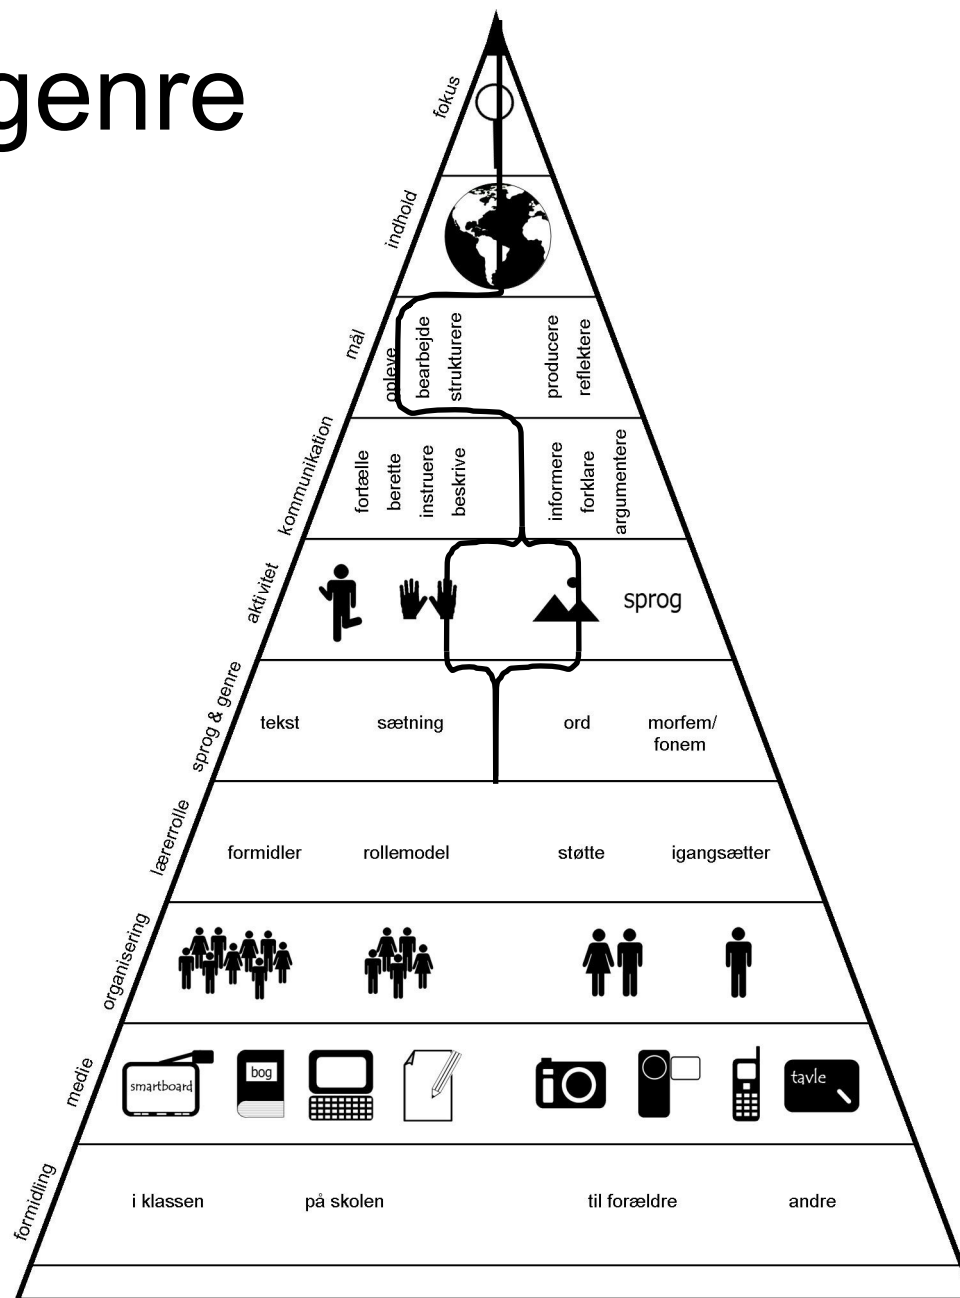 genre
fokus
indhold
mål
opleve
bearbejde
strukturere
producere
reflektere
kommunikation
fortælle
berette
instruere
beskrive
informere
forklare
argumentere
aktivitet
sprog
sprog & genre
tekst sætning ord morfem/
fonem
lærerrolle
formidler rollemodel støtte igangsætter
organisering
medie
smartboard
bog
tavle
formidling
i klassen på skolen til forældre andre